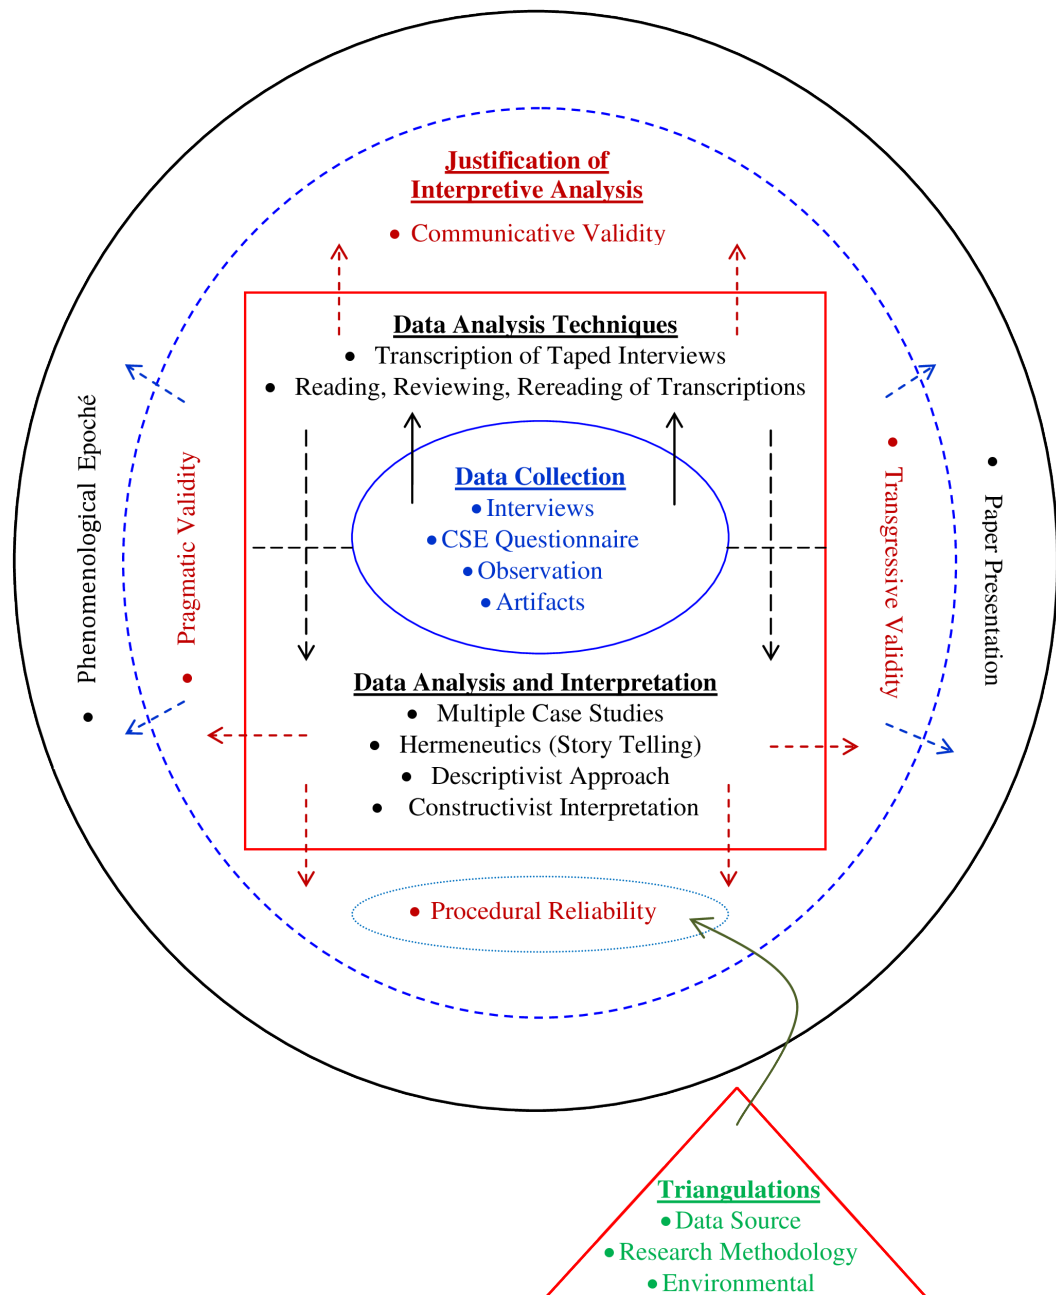 Justification of
Interpretive Analysis
• Communicative Validity
Data Analysis Techniques
• Transcription of Taped Interviews
• Reading, Reviewing, Rereading of Transcriptions
• Phenomenological Epoché
• Pragmatic Validity
Data Collection
• Interviews
• CSE Questionnaire
• Observation
• Artifacts
• Transgressive Validity
• Paper Presentation
Data Analysis and Interpretation
• Multiple Case Studies
• Hermeneutics (Story Telling)
• Descriptivist Approach
• Constructivist Interpretation
• Procedural Reliability
Triangulations
• Data Source
• Research Methodology
• Environmental